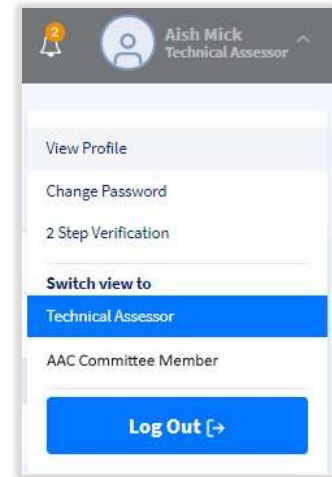 2
Aish Mick
Technical Assessor
View Profile
Change Password
2 Step Verification
Switch view to
Technical Assessor
AAC Committee Member
Log Out